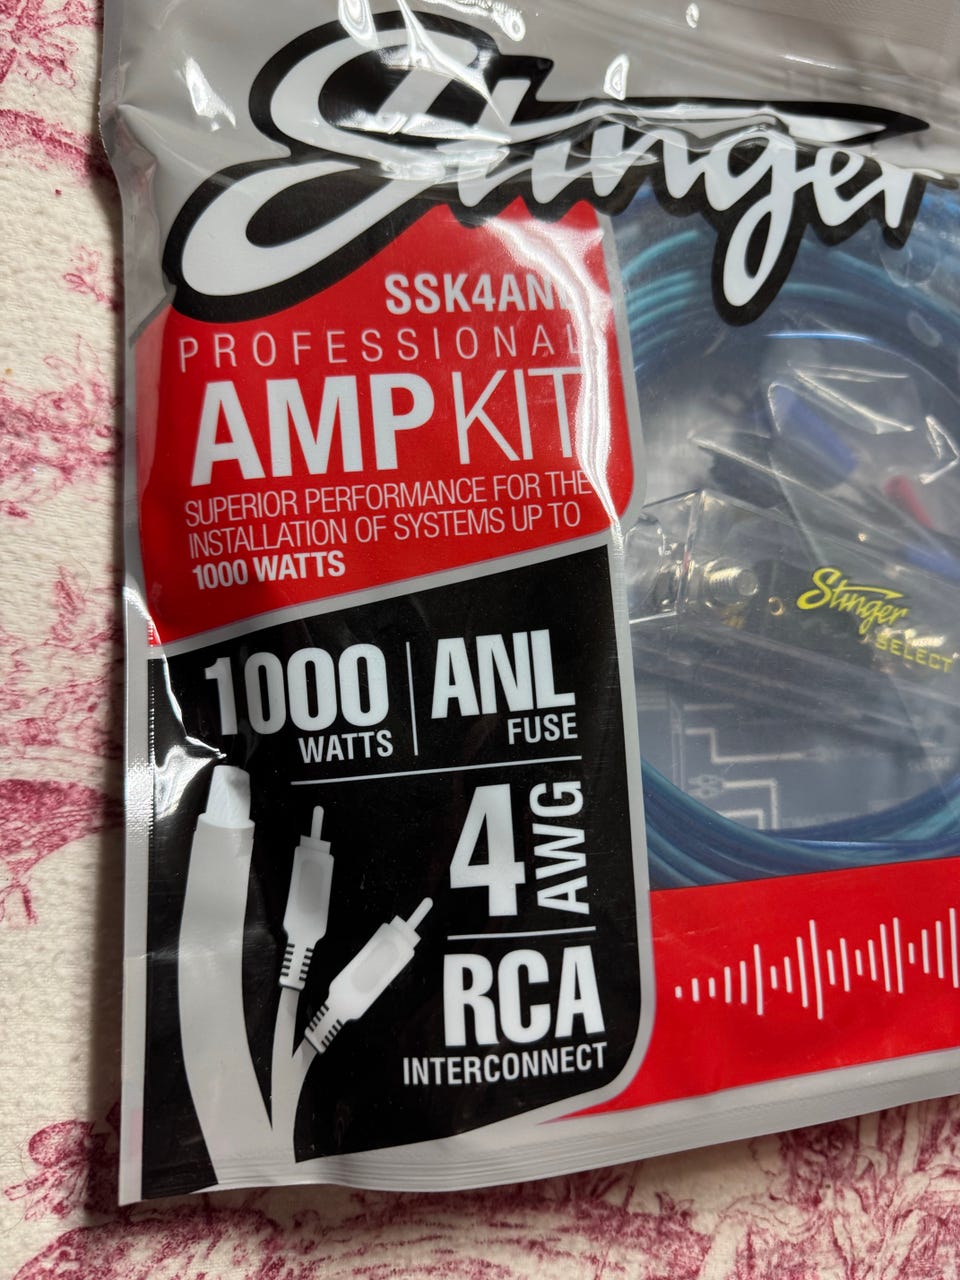 Stinger
SSK4ANL
PROFESSIONAL
AMP KIT
SUPERIOR PERFORMANCE FOR THE
INSTALLATION OF SYSTEMS UP TO
1000 WATTS
Stinger
SELECT
1000
WATTS
ANL
FUSE
4
AWG
RCA
INTERCONNECT